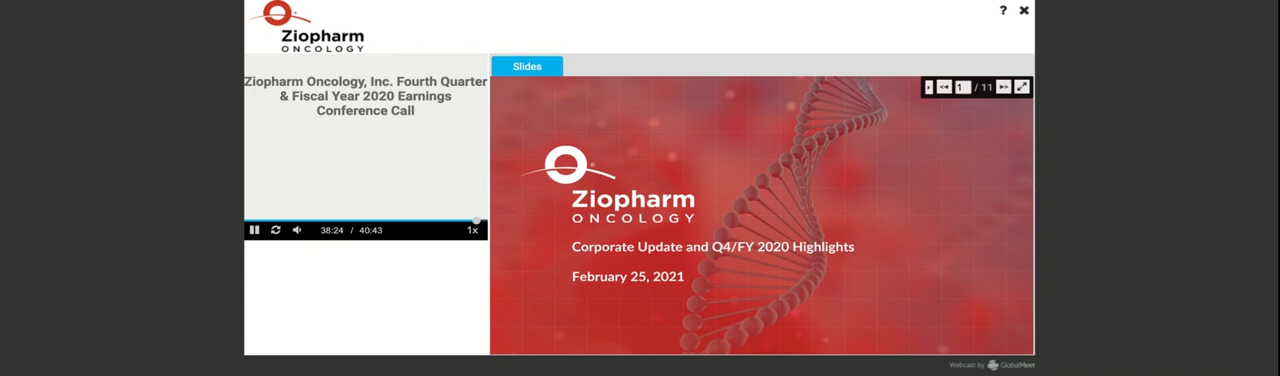 Ziopharm
ONCOLOGY
? ✖
Ziopharm Oncology, Inc. Fourth Quarter
& Fiscal Year 2020 Earnings
Conference Call
38:24 / 40:43
1x
Slides
1 / 11
Ziopharm
ONCOLOGY
Corporate Update and Q4/FY 2020 Highlights
February 25, 2021
Webcast by GlobalMeet